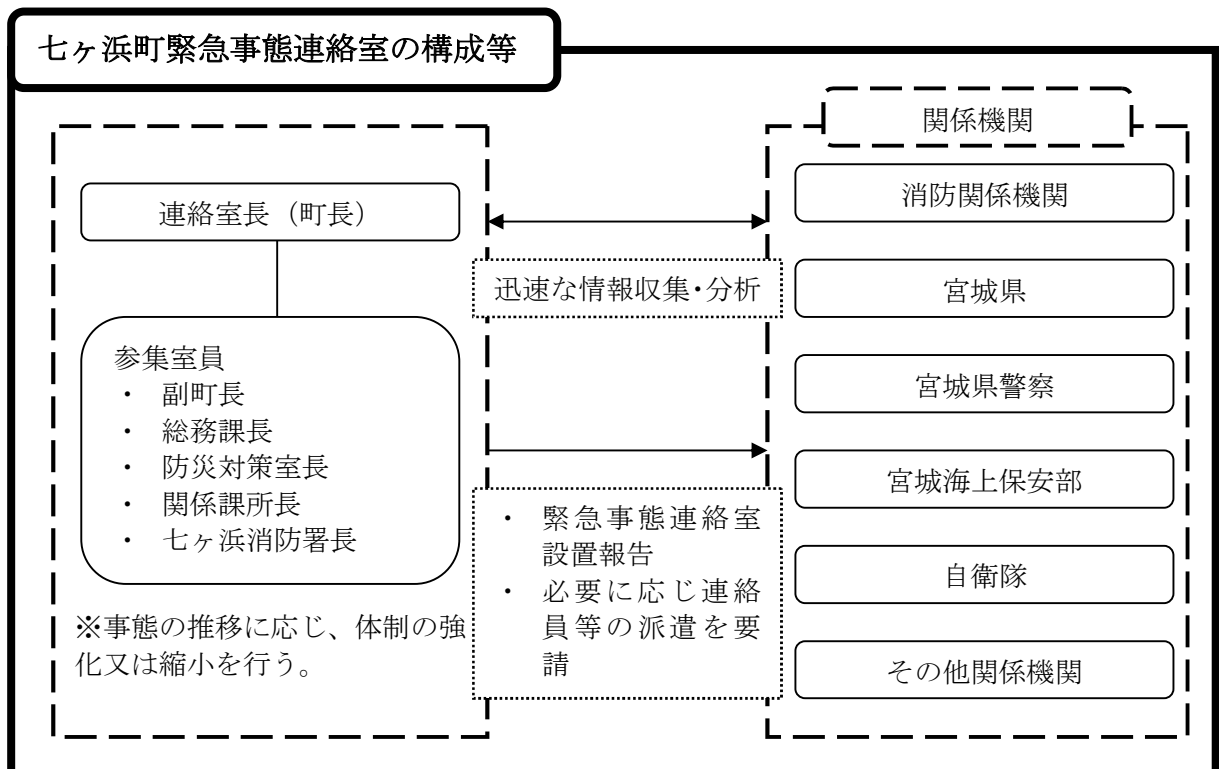 七ヶ浜町緊急事態連絡室の構成等
連絡室長（町長）
参集室員
・ 副町長
・ 総務課長
・ 防災対策室長
・ 関係課所長
・ 七ヶ浜消防署長
※事態の推移に応じ、体制の強
化又は縮小を行う。
迅速な情報収集・分析
・ 緊急事態連絡室
設置報告
・ 必要に応じ連絡
員等の派遣を要
請
関係機関
消防関係機関
宮城県
宮城県警察
宮城海上保安部
自衛隊
その他関係機関